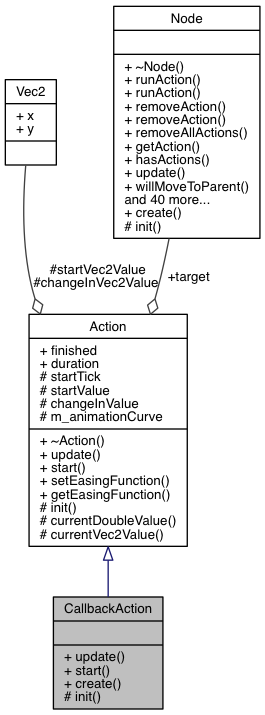 Node
+ ~Node()
+ runAction()
+ runAction()
+ removeAction()
+ removeAction()
+ removeAllActions()
+ getAction()
+ hasActions()
+ update()
+ willMoveToParent()
and 40 more...
+ create()
# init()
Vec2
+ x
+ y
#startVec2Value
#changeInVec2Value
+target
Action
+ finished
+ duration
# startTick
# startValue
# changeInValue
# m_animationCurve
+ ~Action()
+ update()
+ start()
+ setEasingFunction()
+ getEasingFunction()
# init()
# currentDoubleValue()
# currentVec2Value()
CallbackAction
+ update()
+ start()
+ create()
# init()